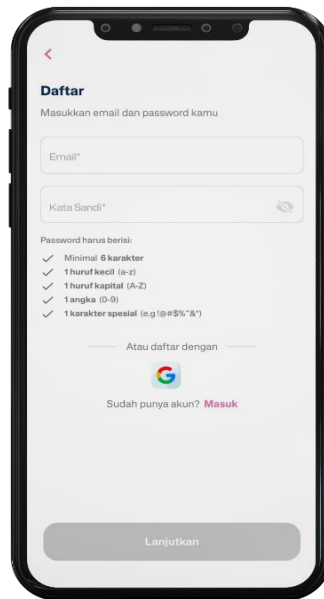 Daftar
Masukkan email dan password kamu
Email*
Kata Sandi*
Password harus berisi:
Minimal 6 karakter
1 huruf kecil (a-z)
1 huruf kapital (A-Z)
1 angka (0-9)
1 karakter spesial (e.g !@#$%^&*)
Atau daftar dengan
G
Sudah punya akun? Masuk
Lanjutkan